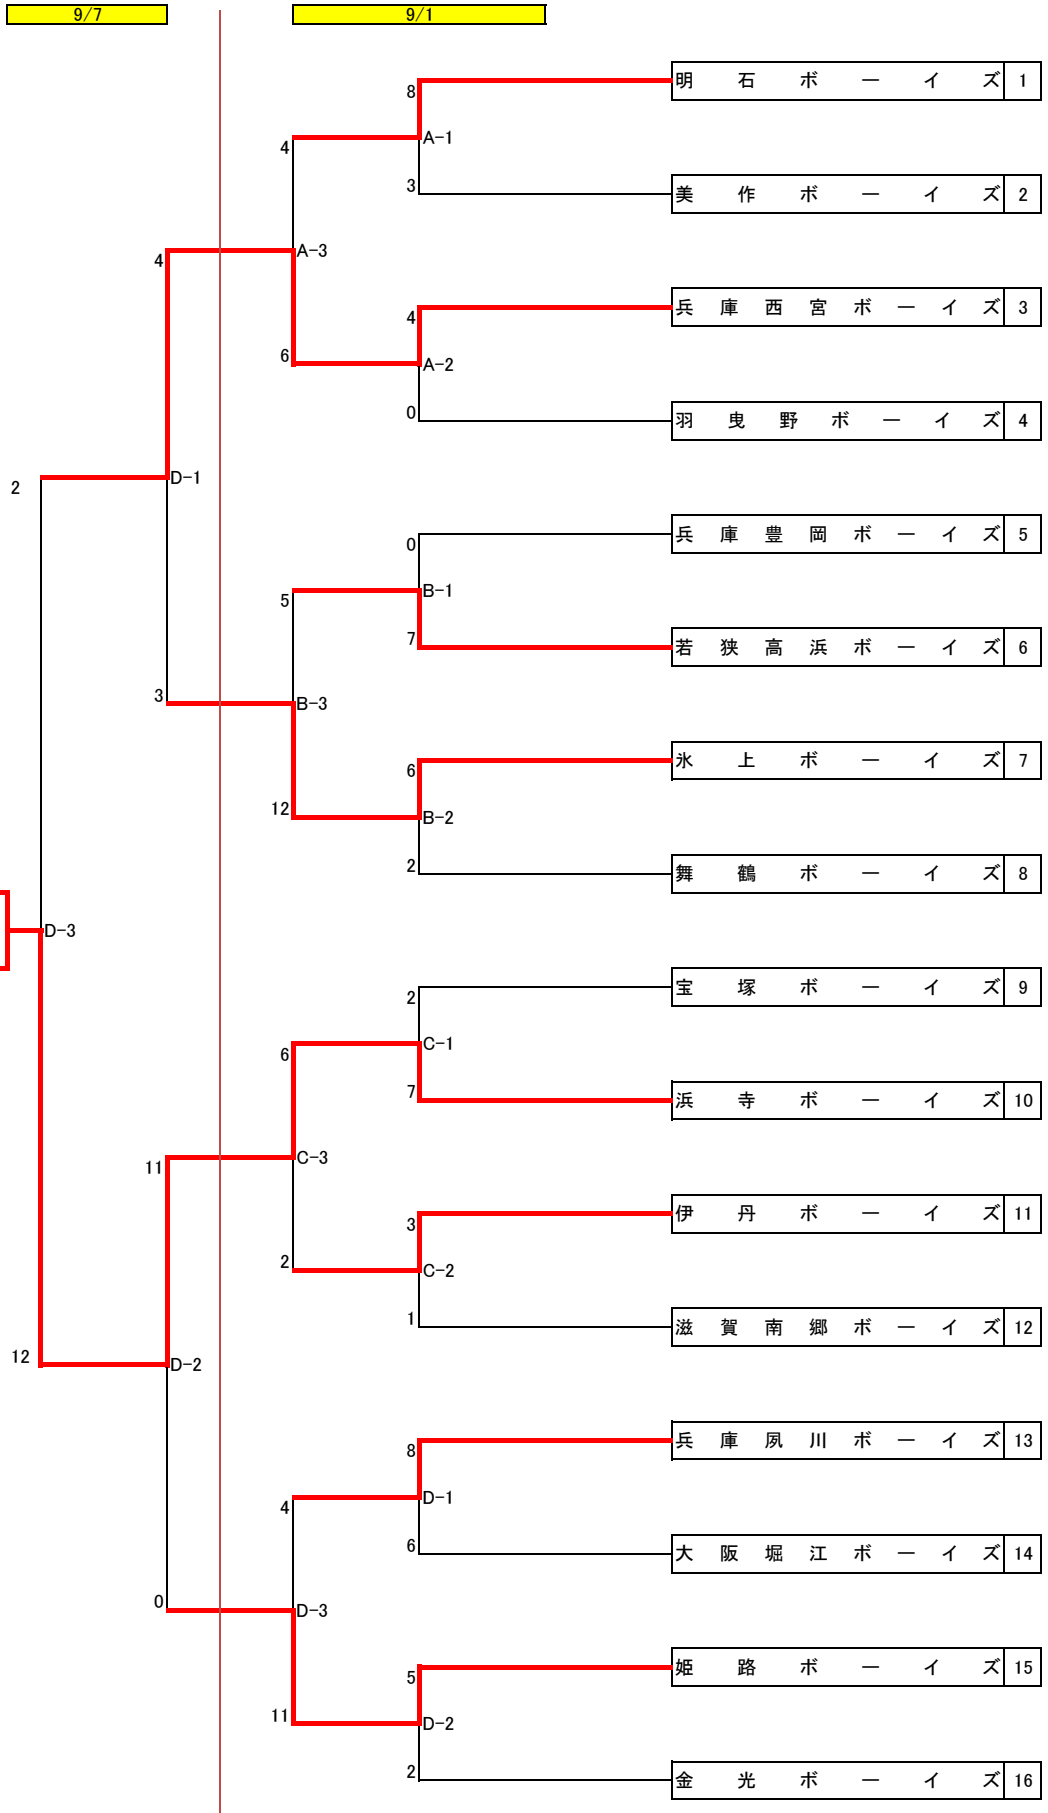 9/7 9/1
明石ボーイズ 1
8
4 A-1
3
美作ボーイズ 2
4 A-3
兵庫西宮ボーイズ 3
4
6 A-2
0
羽曳野ボーイズ 4
2 D-1
兵庫豊岡ボーイズ 5
0
5 B-1
7
若狭高浜ボーイズ 6
3 B-3
氷上ボーイズ 7
6
12 B-2
2
舞鶴ボーイズ 8
D-3
宝塚ボーイズ 9
2
6 C-1
7
浜寺ボーイズ 10
11 C-3
伊丹ボーイズ 11
3
2 C-2
1
滋賀南郷ボーイズ 12
12 D-2
兵庫夙川ボーイズ 13
8
4 D-1
6
大阪堀江ボーイズ 14
0 D-3
姫路ボーイズ 15
5
11 D-2
2
金光ボーイズ 16